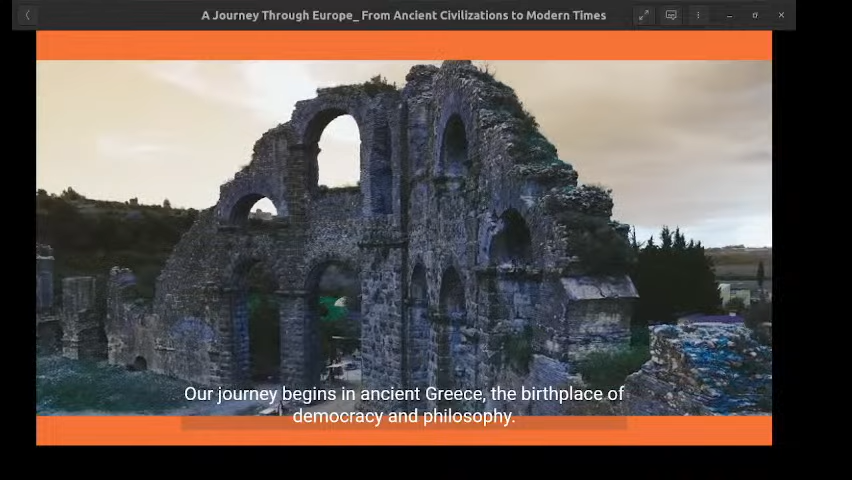 A Journey Through Europe_ From Ancient Civilizations to Modern Times
Our journey begins in ancient Greece, the birthplace of
democracy and philosophy.